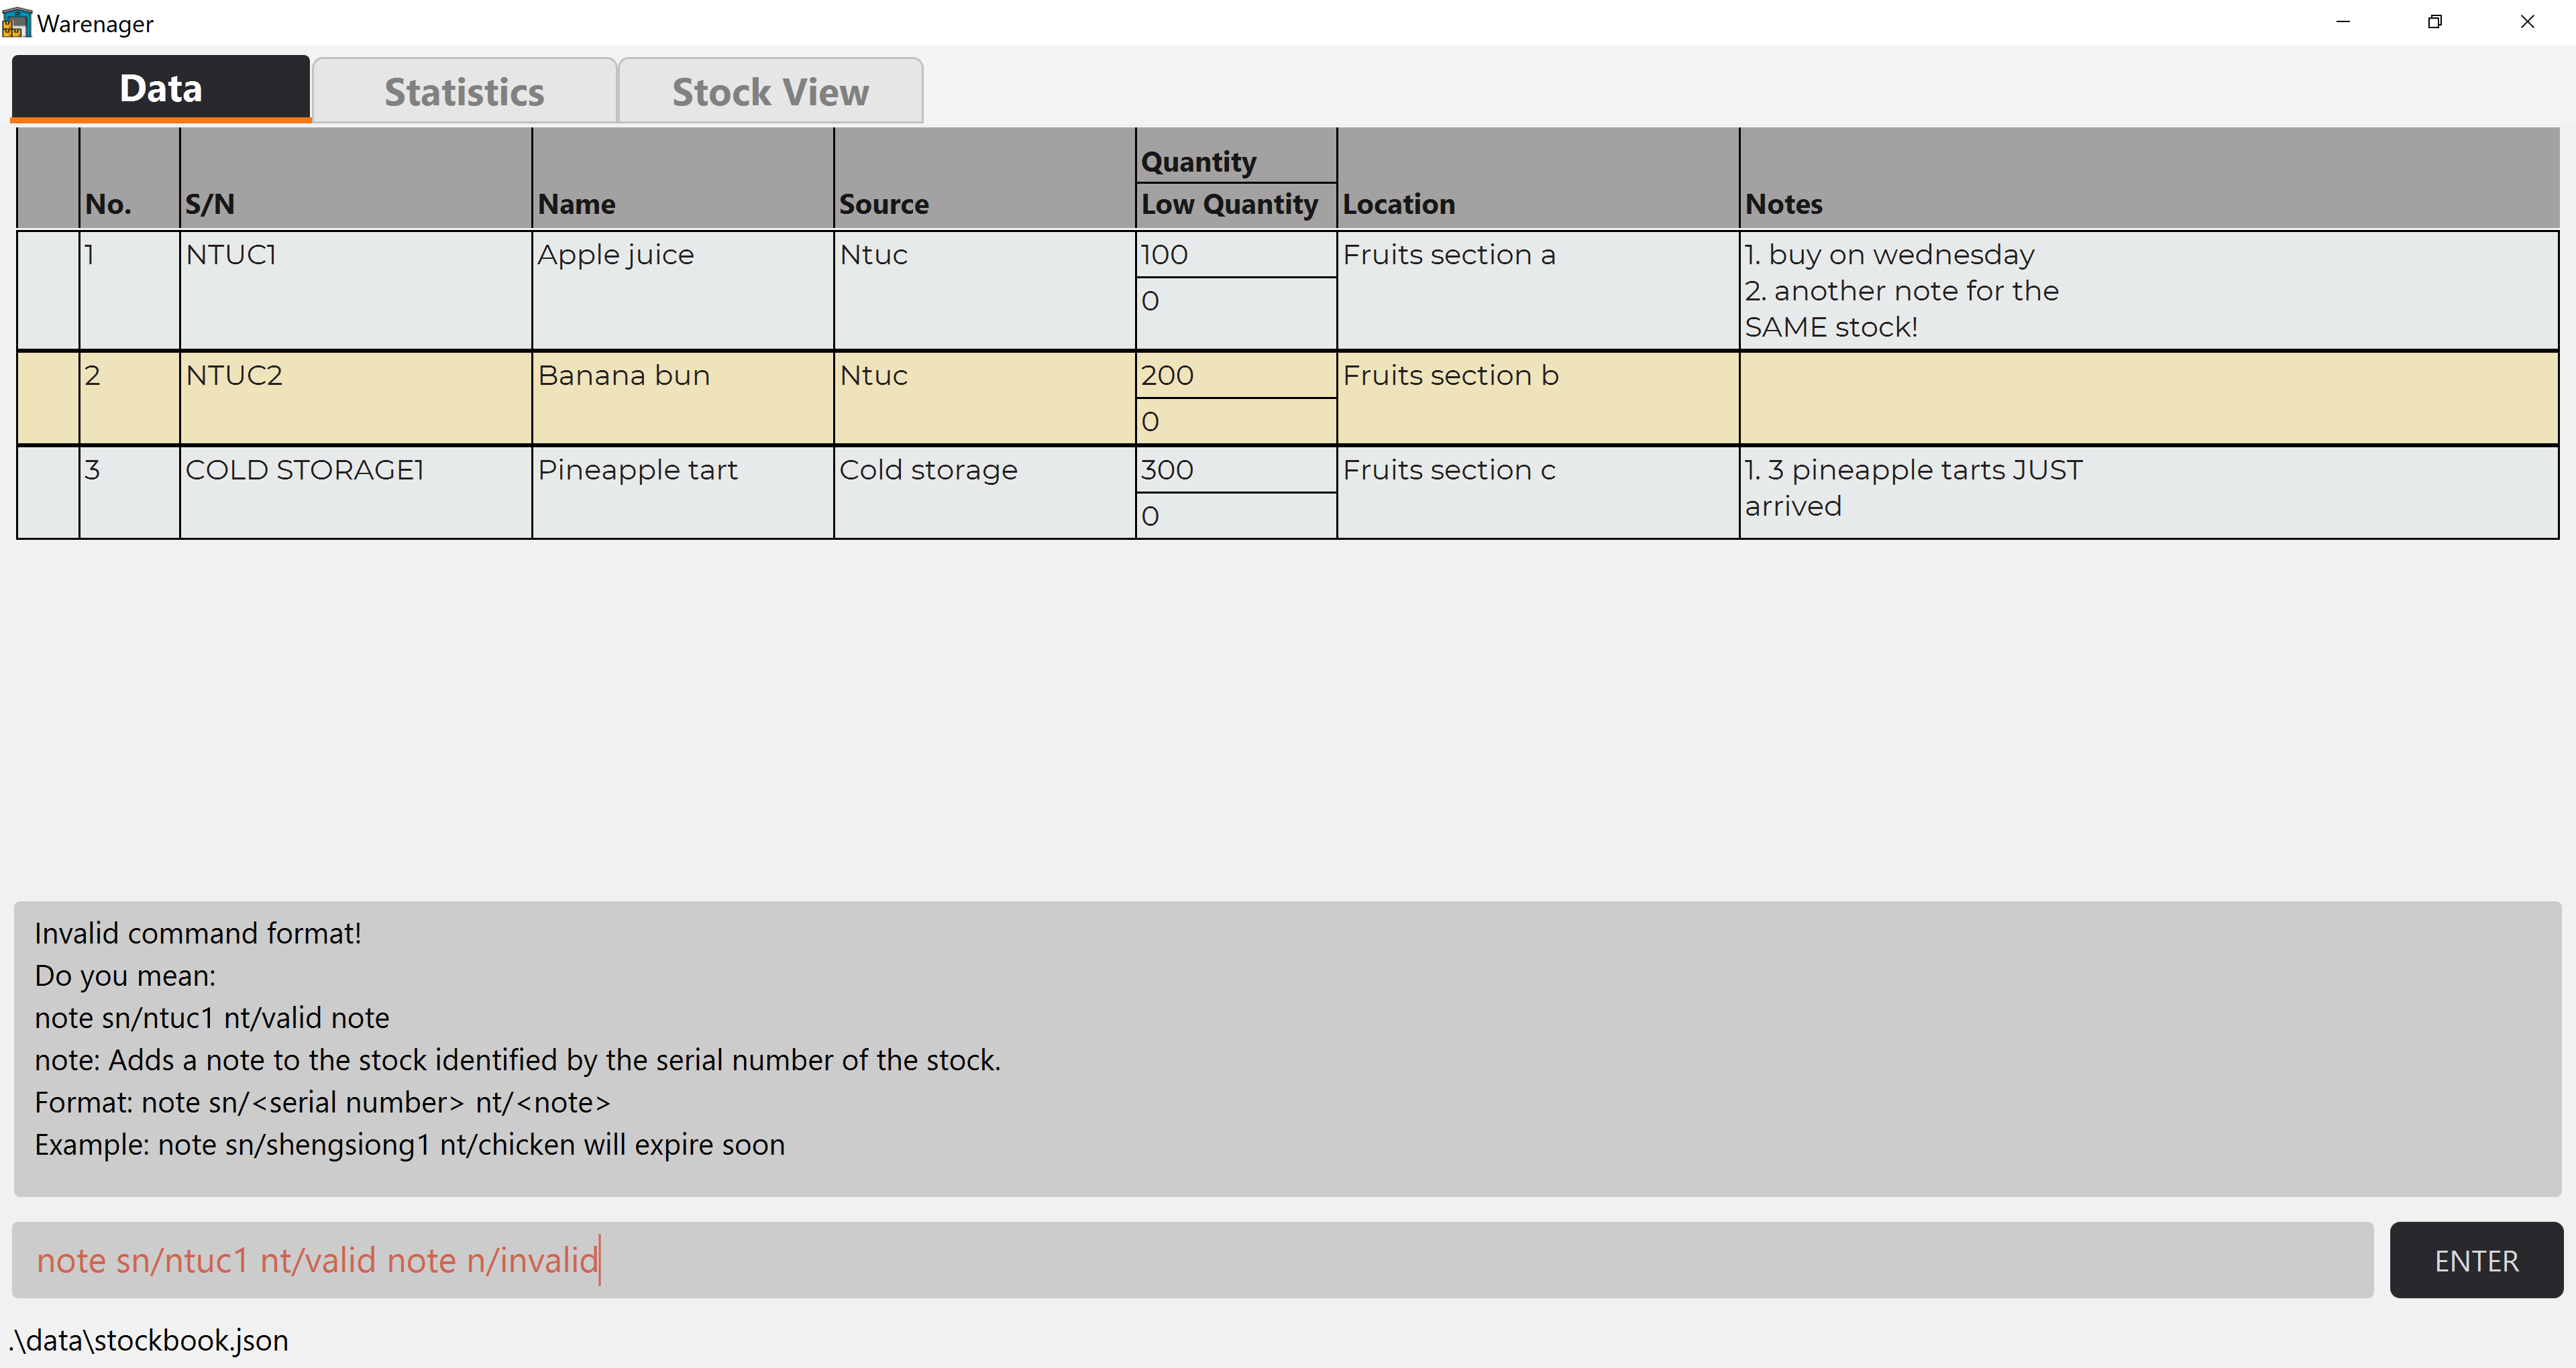 Warenager
Data Statistics Stock View
No. S/N Name Source Quantity Location Notes
Low Quantity
1 NTUC1 Apple juice Ntuc 100 Fruits section a 1. buy on wednesday
2. another note for the
0
SAME stock!
2 NTUC2 Banana bun Ntuc 200 Fruits section b
0
3 COLD STORAGE1 Pineapple tart Cold storage 300 Fruits section c 1. 3 pineapple tarts JUST
arrived
0
Invalid command format!
Do you mean:
note sn/ntuc1 nt/valid note
note: Adds a note to the stock identified by the serial number of the stock.
Format: note sn/<serial number> nt/<note>
Example: note sn/shengsiong1 nt/chicken will expire soon
note sn/ntuc1 nt/valid note n/invalid
ENTER
.\data\stockbook.json